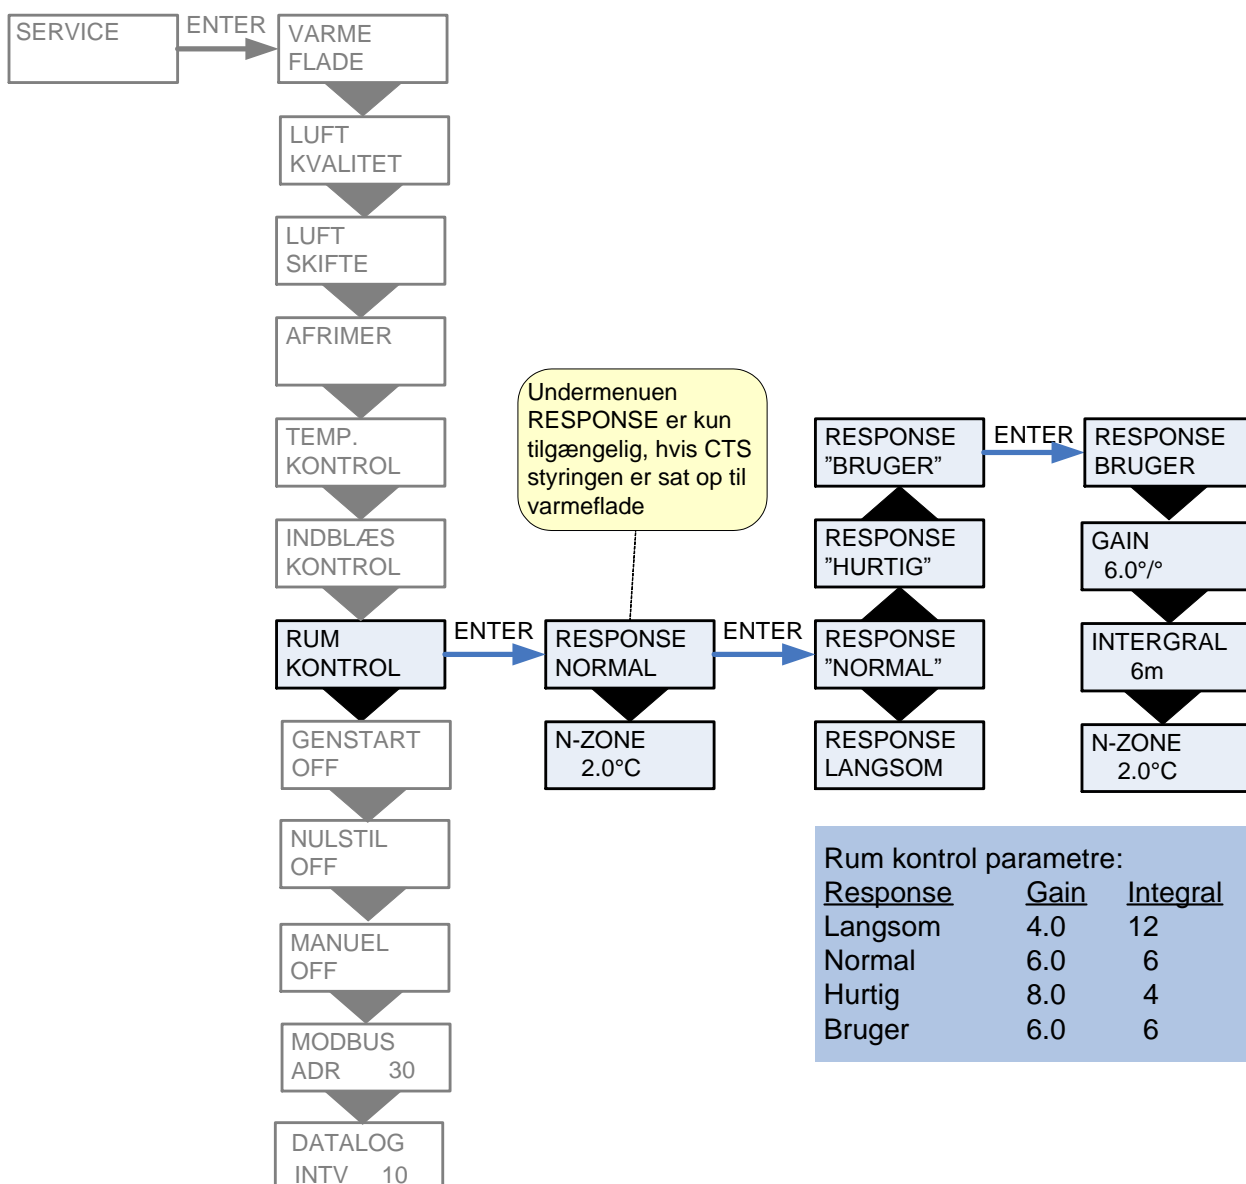 SERVICE
ENTER
VARME
FLADE
LUFT
KVALITET
LUFT
SKIFTE
AFRIMER
TEMP.
KONTROL
INDBLÆS
KONTROL
RUM
KONTROL
GENSTART
OFF
NULSTIL
OFF
MANUEL
OFF
MODBUS
ADR 30
DATALOG
INTV 10
ENTER
Undermenuen
RESPONSE er kun
tilgængelig, hvis CTS
styringen er sat op til
varmeflade
RESPONSE
NORMAL
N-ZONE
2.0°C
ENTER
RESPONSE
”BRUGER”
RESPONSE
”HURTIG”
RESPONSE
”NORMAL”
RESPONSE
LANGSOM
ENTER
RESPONSE
BRUGER
GAIN
6.0°/°
INTERGRAL
6m
N-ZONE
2.0°C
Rum kontrol parametre:
Response Gain Integral
Langsom 4.0 12
Normal 6.0 6
Hurtig 8.0 4
Bruger 6.0 6